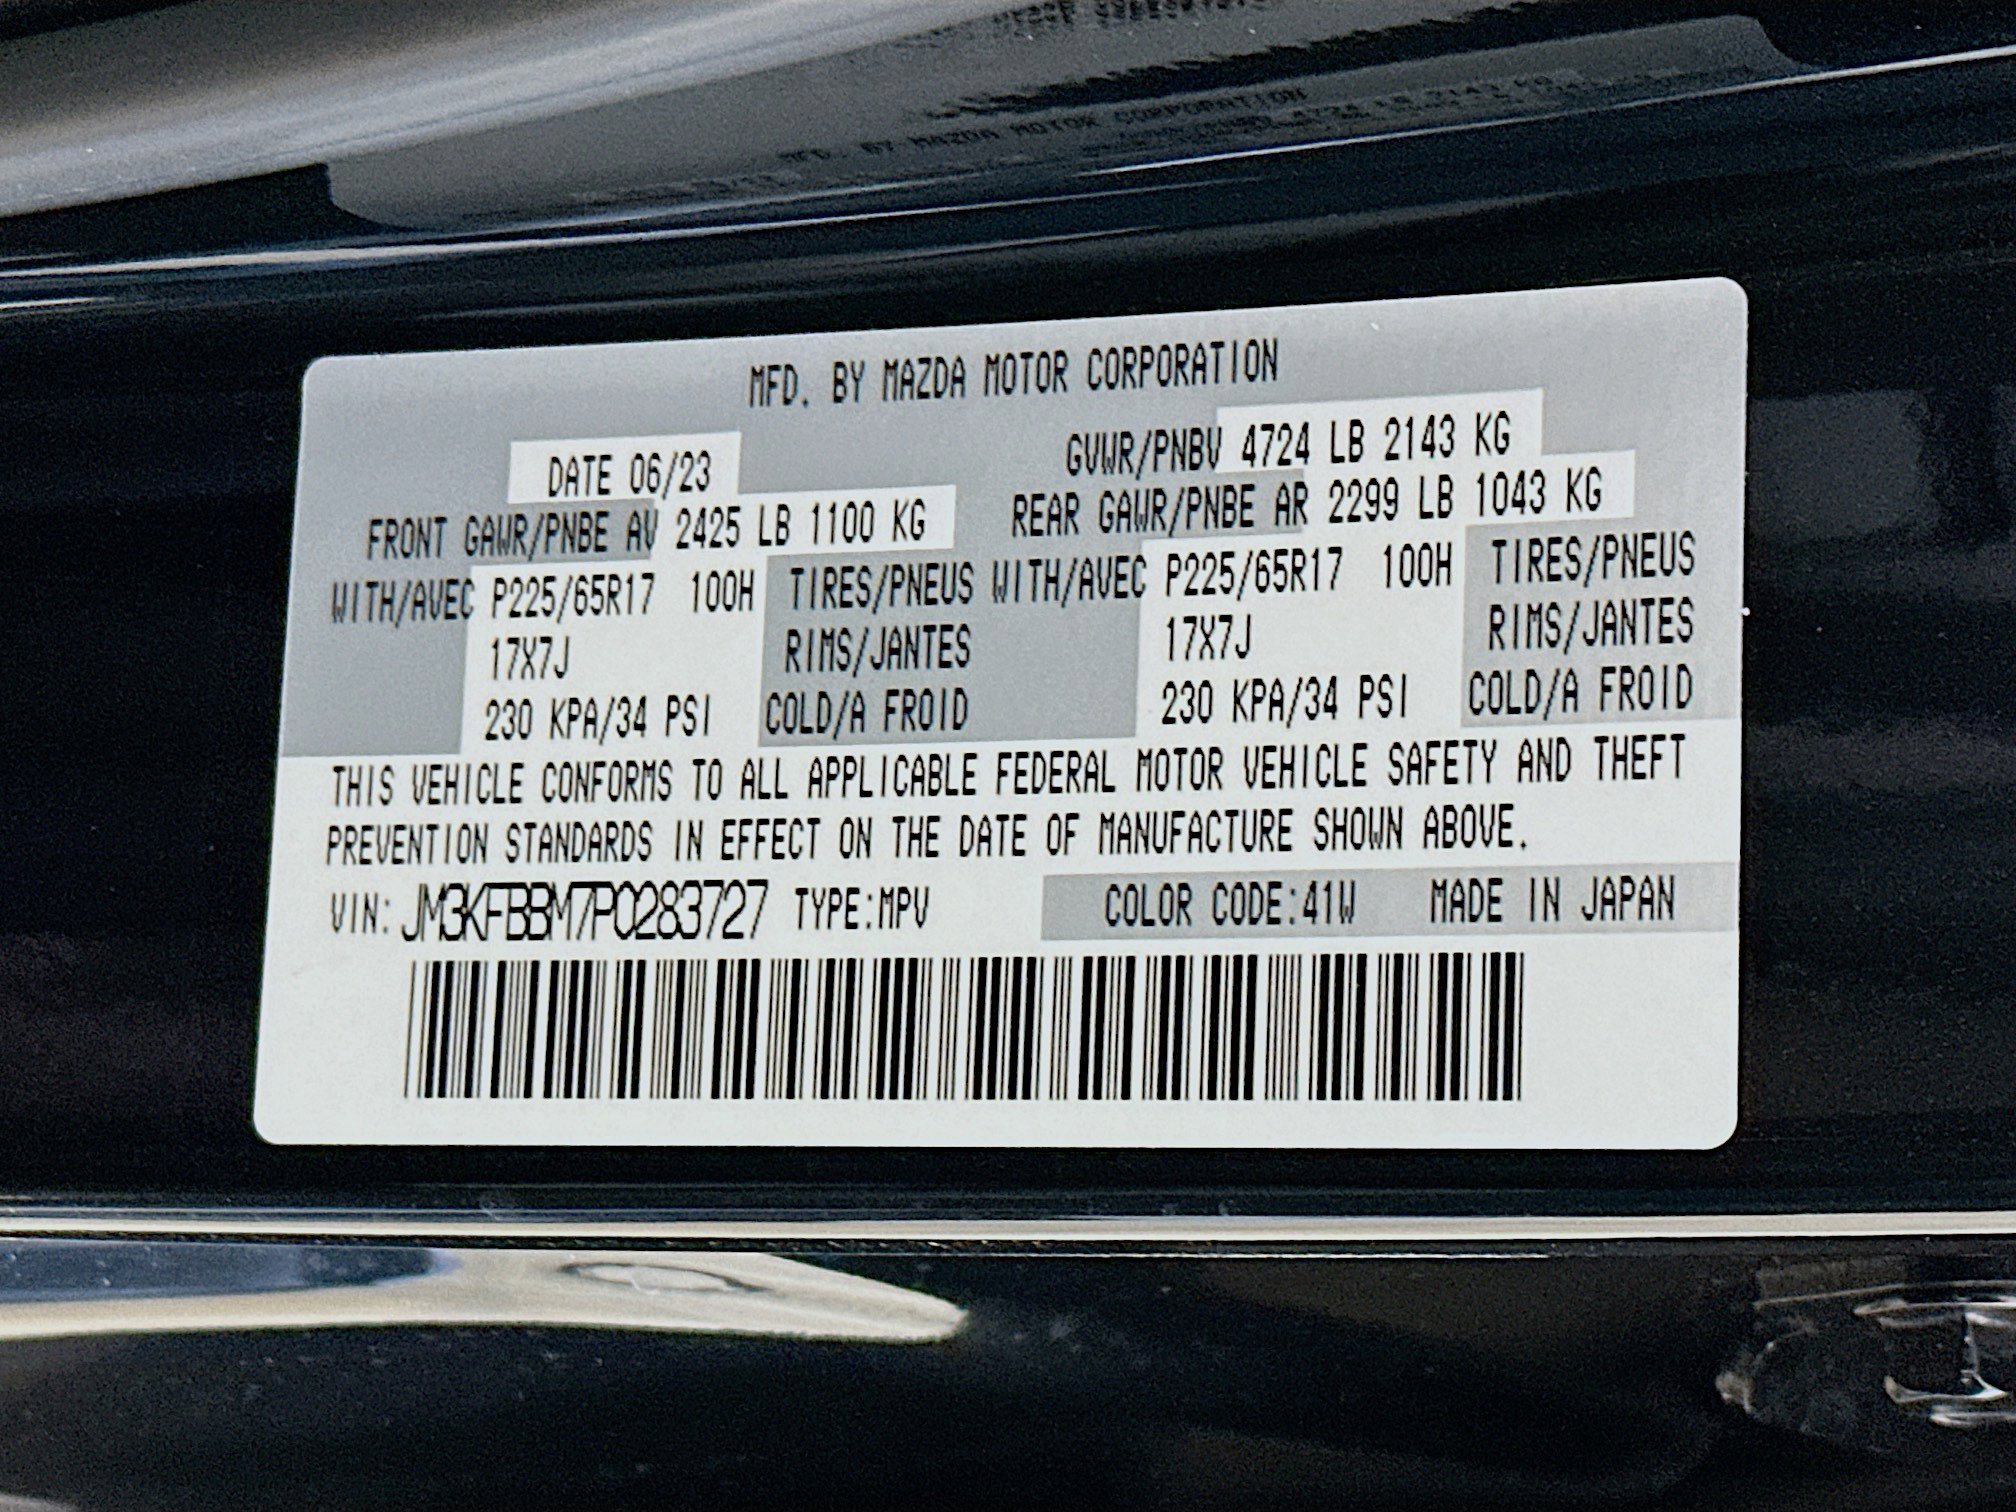 MFD. BY MAZDA MOTOR CORPORATION
DATE 06/23 GVWR/PNBV 4724 LB 2143 KG
FRONT GAWR/PNBE AV 2425 LB 1100 KG REAR GAWR/PNBE AR 2299 LB 1043 KG
WITH/AVEC P225/65R17 100H TIRES/PNEUS WITH/AVEC P225/65R17 100H TIRES/PNEUS
17X7J RIMS/JANTES 17X7J RIMS/JANTES
230 KPA/34 PSI COLD/A FROID 230 KPA/34 PSI COLD/A FROID
THIS VEHICLE CONFORMS TO ALL APPLICABLE FEDERAL MOTOR VEHICLE SAFETY AND THEFT
PREVENTION STANDARDS IN EFFECT ON THE DATE OF MANUFACTURE SHOWN ABOVE.
VIN: JM3KFBBM7P0283727 TYPE:MPV COLOR CODE:41W MADE IN JAPAN